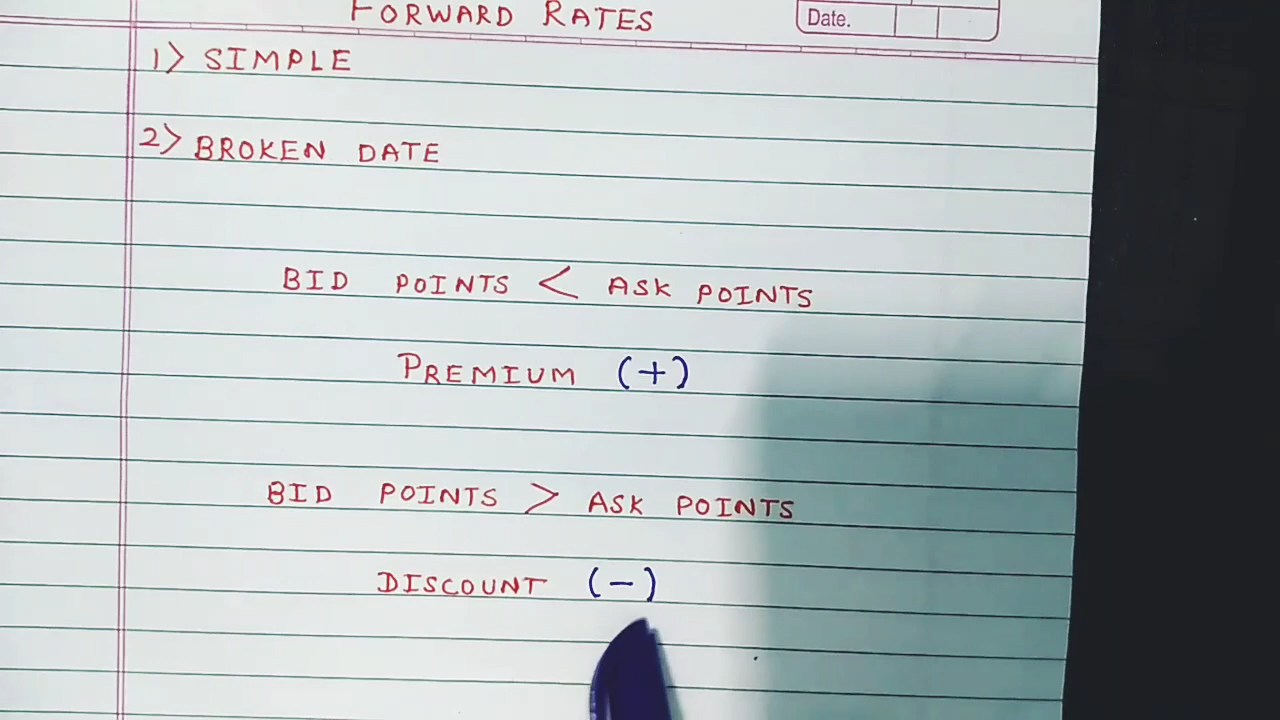 FORWARD RATES
Date.
1) SIMPLE
2) BROKEN DATE
BID POINTS < ASK POINTS
PREMIUM (+)
BID POINTS > ASK POINTS
DISCOUNT (-)